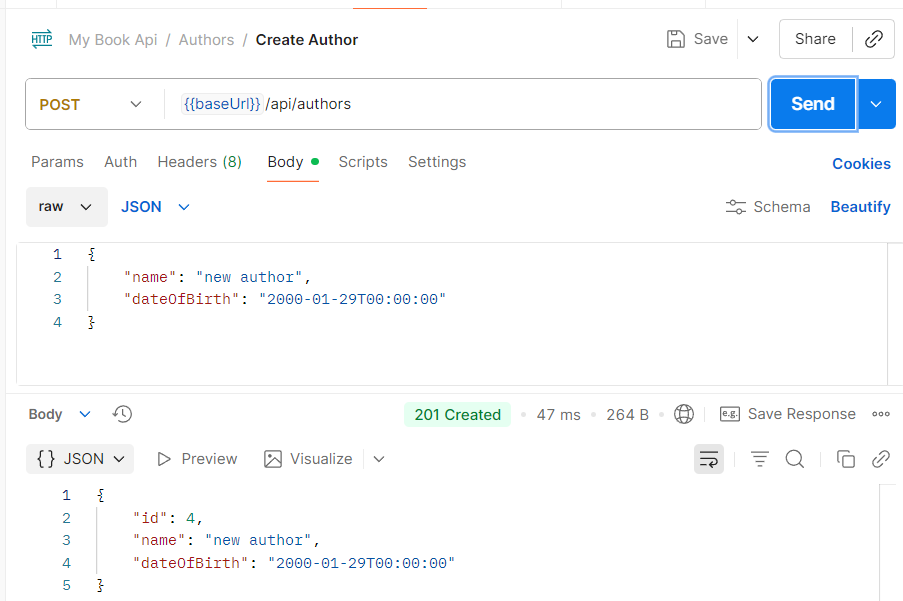 HTTP My Book Api / Authors / Create Author Save Share
POST {{baseUrl}} /api/authors Send
Params Auth Headers (8) Body Scripts Settings Cookies
raw JSON Schema Beautify
1 {
2 "name": "new author",
3 "dateOfBirth": "2000-01-29T00:00:00"
4 }
Body 201 Created 47 ms 264 B e.g. Save Response
{} JSON Preview Visualize
1 {
2 "id": 4,
3 "name": "new author",
4 "dateOfBirth": "2000-01-29T00:00:00"
5 }